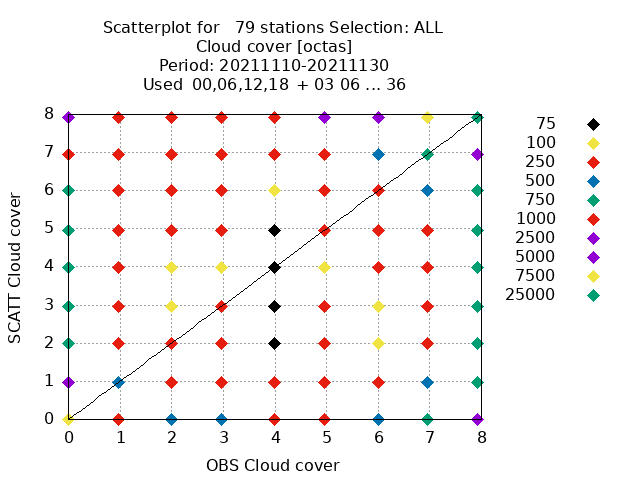 Scatterplot for   79 stations Selection: ALL
Cloud cover [octas]
Period: 20211110-20211130
Used  00,06,12,18  + 03 06 ... 36
8
7
6
5
4
3
2
1
0
SCATT Cloud cover
0 1 2 3 4 5 6 7 8
OBS Cloud cover
75
100
250
500
750
1000
2500
5000
7500
25000